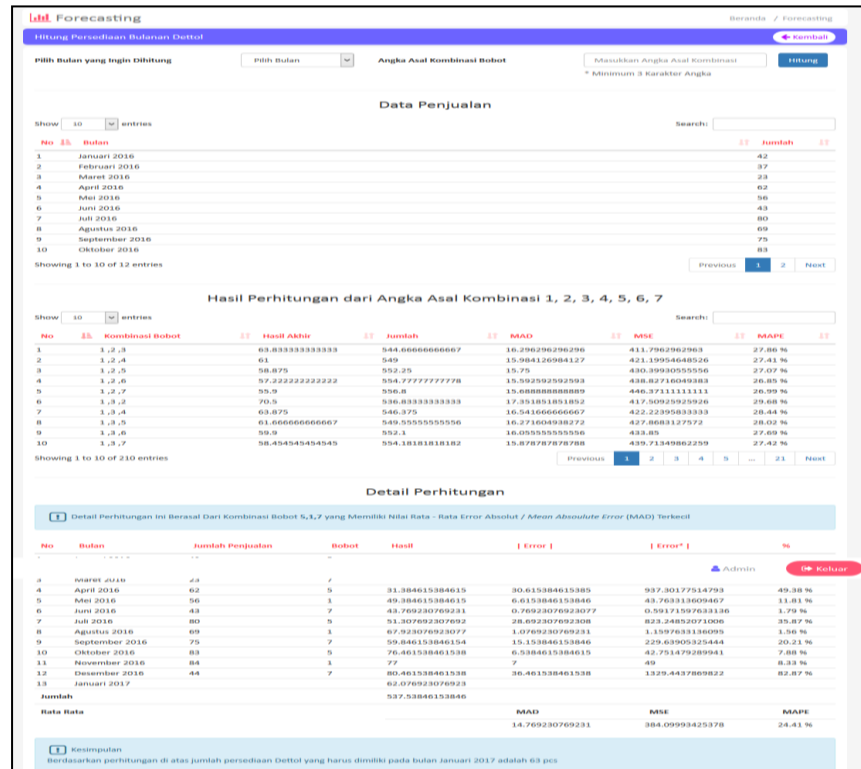 Forecasting
Beranda / Forecasting
Hitung Persediaan Bulanan Dettol
Kembali
Pilih Bulan yang Ingin Dihitung
Pilih Bulan
Angka Asal Kombinasi Bobot
Masukkan Angka Asal Kombinasi
Hitung
* Minimum 3 Karakter Angka
Data Penjualan
Show 10 entries
Search:
No Bulan Jumlah
1 Januari 2016 42
2 Februari 2016 37
3 Maret 2016 23
4 April 2016 62
5 Mei 2016 56
6 Juni 2016 43
7 Juli 2016 80
8 Agustus 2016 69
9 September 2016 75
10 Oktober 2016 83
Showing 1 to 10 of 12 entries
Previous 1 2 Next
Hasil Perhitungan dari Angka Asal Kombinasi 1, 2, 3, 4, 5, 6, 7
Show 10 entries
Search:
No Kombinasi Bobot Hasil Akhir Jumlah MAD MSE MAPE
1 1 ,2 ,3 63.833333333333 544.66666666667 16.296296296296 411.7962962963 27.86 %
2 1 ,2 ,4 61 549 15.984126984127 421.19954648526 27.41 %
3 1 ,2 ,5 58.875 552.25 15.75 430.39930555556 27.07 %
4 1 ,2 ,6 57.222222222222 554.77777777778 15.592592592593 438.82716049383 26.85 %
5 1 ,2 ,7 55.9 556.8 15.688888888889 446.37111111111 26.99 %
6 1 ,3 ,2 70.5 536.83333333333 17.351851851852 417.50925925926 29.68 %
7 1 ,3 ,4 63.875 546.375 16.541666666667 422.22395833333 28.44 %
8 1 ,3 ,5 61.666666666667 549.55555555556 16.271604938272 427.8683127572 28.02 %
9 1 ,3 ,6 59.9 552.1 16.055555555556 433.85 27.69 %
10 1 ,3 ,7 58.454545454545 554.18181818182 15.878787878788 439.71349862259 27.42 %
Showing 1 to 10 of 210 entries
Previous 1 2 3 4 5 ... 21 Next
Detail Perhitungan
Detail Perhitungan Ini Berasal Dari Kombinasi Bobot 5,1,7 yang Memiliki Nilai Rata - Rata Error Absolut / Mean Absoulute Error (MAD) Terkecil
No Bulan Jumlah Penjualan Bobot Hasil | Error | | Error² | %
Admin
Keluar
3 Maret 2016 23 7
4 April 2016 62 5 31.384615384615 30.615384615385 937.30177514793 49.38 %
5 Mei 2016 56 1 49.384615384615 6.6153846153846 43.763313609467 11.81 %
6 Juni 2016 43 7 43.769230769231 0.76923076923077 0.59171597633136 1.79 %
7 Juli 2016 80 5 51.307692307692 28.692307692308 823.24852071006 35.87 %
8 Agustus 2016 69 1 67.923076923077 1.0769230769231 1.1597633136095 1.56 %
9 September 2016 75 7 59.846153846154 15.153846153846 229.63905325444 20.21 %
10 Oktober 2016 83 5 76.461538461538 6.5384615384615 42.751479289941 7.88 %
11 November 2016 84 1 77 7 49 8.33 %
12 Desember 2016 44 7 80.461538461538 36.461538461538 1329.4437869822 82.87 %
13 Januari 2017 62.076923076923
Jumlah 537.53846153846
Rata Rata MAD MSE MAPE
14.769230769231 384.09993425378 24.41 %
Kesimpulan
Berdasarkan perhitungan di atas jumlah persediaan Dettol yang harus dimiliki pada bulan Januari 2017 adalah 63 pcs